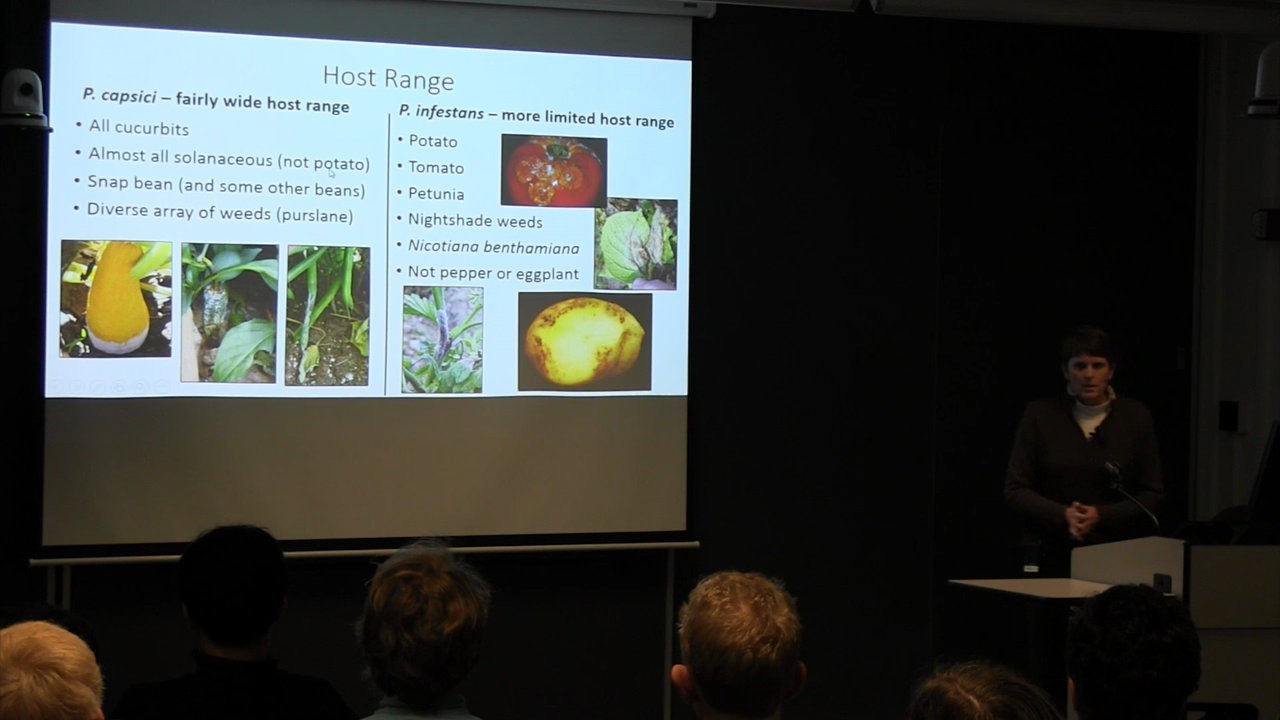 Host Range
P. capsici – fairly wide host range
• All cucurbits
• Almost all solanaceous (not potato)
• Snap bean (and some other beans)
• Diverse array of weeds (purslane)
P. infestans – more limited host range
• Potato
• Tomato
• Petunia
• Nightshade weeds
• Nicotiana benthamiana
• Not pepper or eggplant